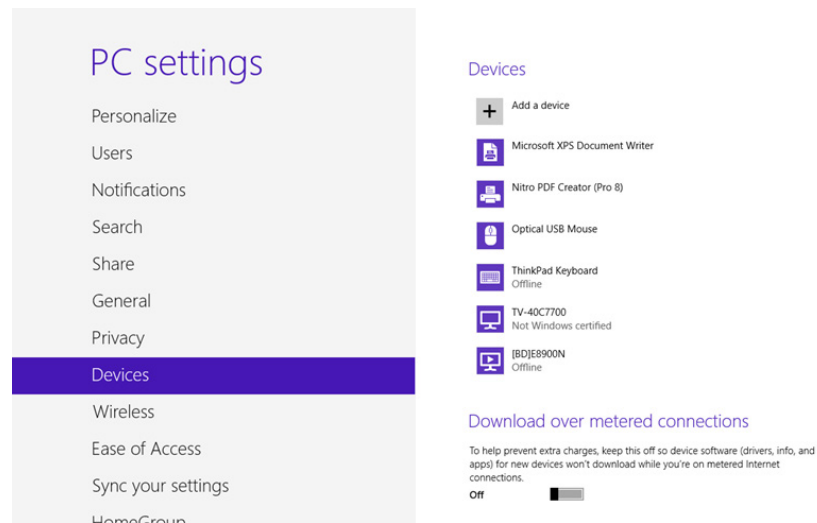 PC settings
Personalize
Users
Notifications
Search
Share
General
Privacy
Devices
Wireless
Ease of Access
Sync your settings
HomeGroup
Devices
Add a device
Microsoft XPS Document Writer
Nitro PDF Creator (Pro 8)
Optical USB Mouse
ThinkPad Keyboard
Offline
TV-40C7700
Not Windows certified
[BD]E8900N
Offline
Download over metered connections
To help prevent extra charges, keep this off so device software (drivers, info, and
apps) for new devices won't download while you're on metered Internet
connections.
Off